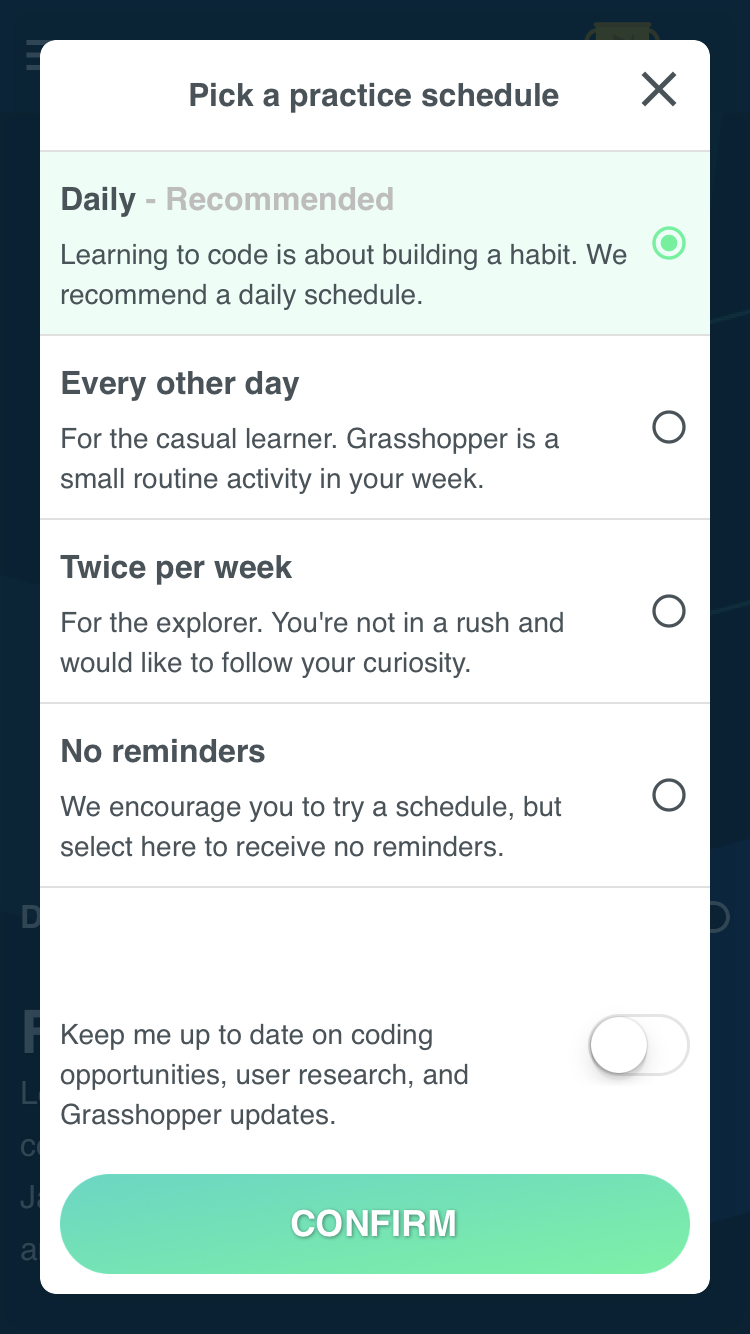 Pick a practice schedule
Daily - Recommended
Learning to code is about building a habit. We
recommend a daily schedule.
Every other day
For the casual learner. Grasshopper is a
small routine activity in your week.
Twice per week
For the explorer. You're not in a rush and
would like to follow your curiosity.
No reminders
We encourage you to try a schedule, but
select here to receive no reminders.
Keep me up to date on coding
opportunities, user research, and
Grasshopper updates.
CONFIRM